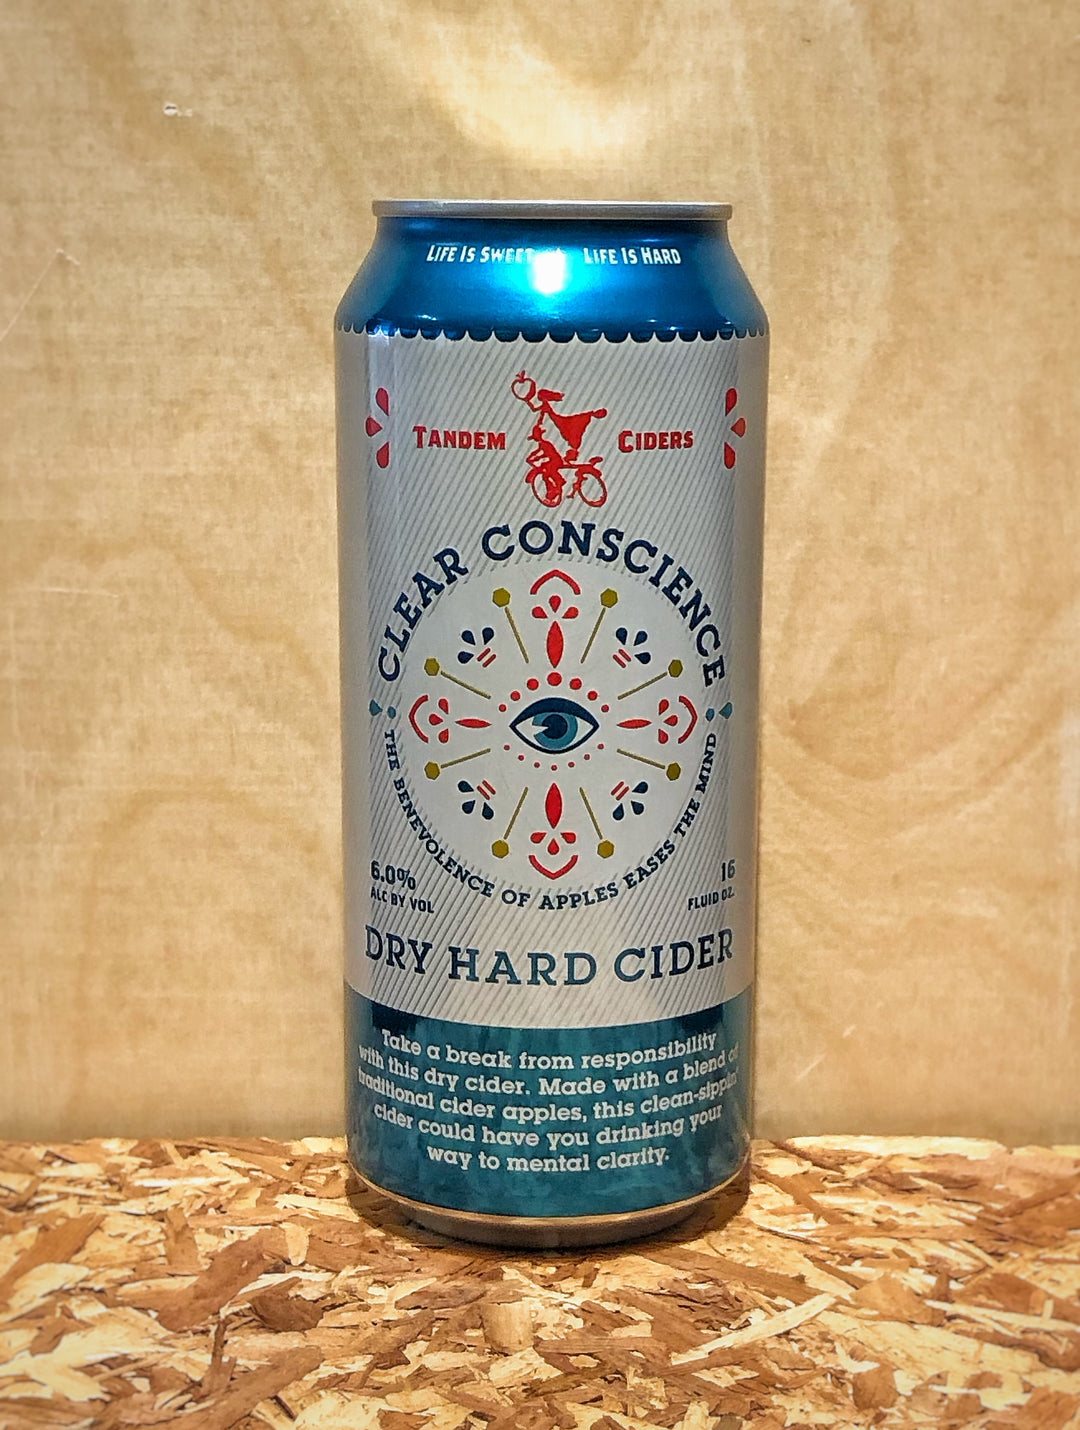 Life Is Sweet Life Is Hard
Tandem Ciders
CLEAR CONSCIENCE
THE BENEVOLENCE OF APPLES EASES THE MIND
6.0%
ALC BY VOL
16
FLUID OZ.
DRY HARD CIDER
Take a break from responsibility
with this dry cider. Made with a blend of
traditional cider apples, this clean-sippin'
cider could have you drinking your
way to mental clarity.